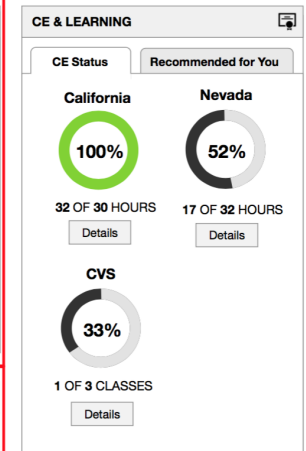 CE & LEARNING
CE Status
Recommended for You
California
Nevada
100%
52%
32 OF 30 HOURS
17 OF 32 HOURS
Details
Details
CVS
33%
1 OF 3 CLASSES
Details